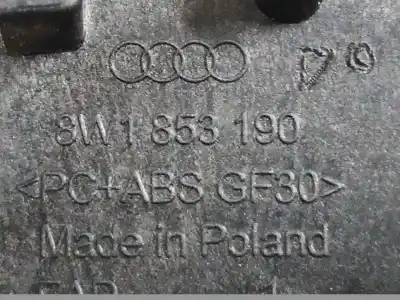 8W1 853 190
>PC+ABS GF30<
Made in Poland